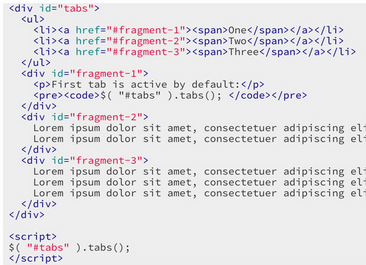 <div id="tabs">
  <ul>
    <li><a href="#fragment-1"><span>One</span></a></li>
    <li><a href="#fragment-2"><span>Two</span></a></li>
    <li><a href="#fragment-3"><span>Three</span></a></li>
  </ul>
  <div id="fragment-1">
    <p>First tab is active by default:</p>
    <pre><code>$( "#tabs" ).tabs(); </code></pre>
  </div>
  <div id="fragment-2">
    Lorem ipsum dolor sit amet, consectetuer adipiscing eli
    Lorem ipsum dolor sit amet, consectetuer adipiscing eli
  </div>
  <div id="fragment-3">
    Lorem ipsum dolor sit amet, consectetuer adipiscing eli
    Lorem ipsum dolor sit amet, consectetuer adipiscing eli
    Lorem ipsum dolor sit amet, consectetuer adipiscing eli
  </div>
</div>

<script>
$( "#tabs" ).tabs();
</script>